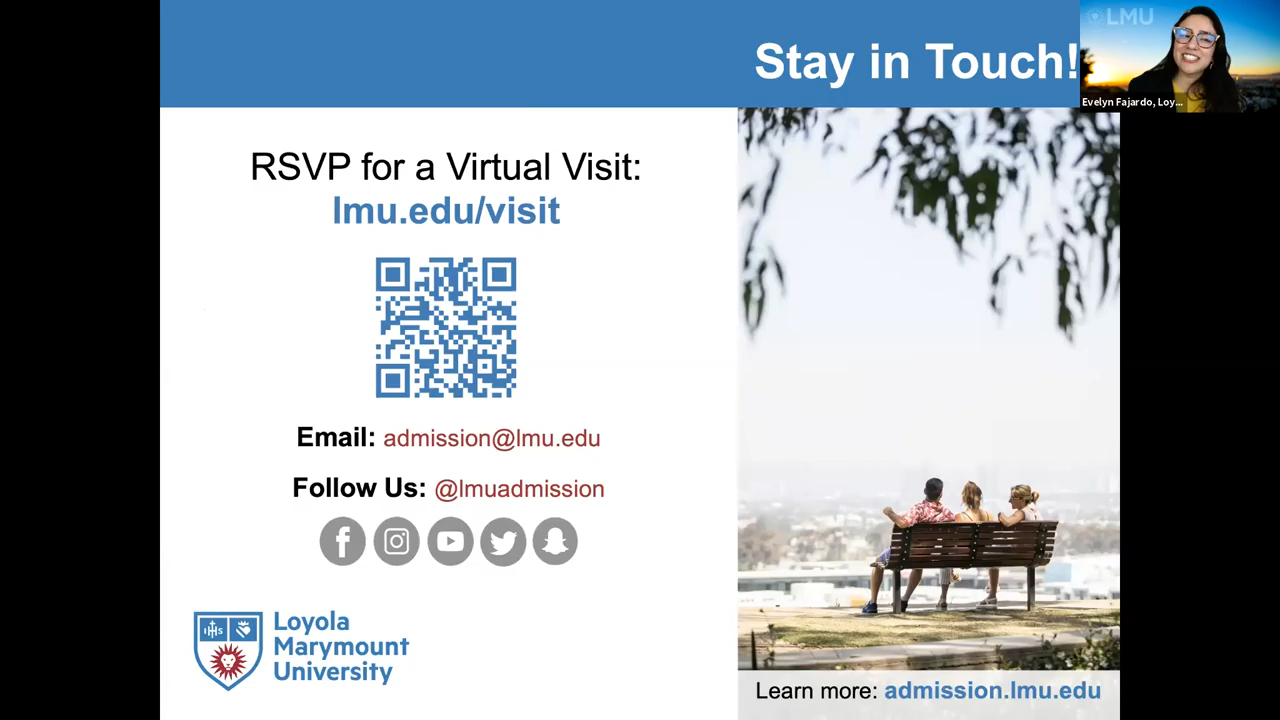 Stay in Touch!
LMU
Evelyn Fajardo, Loy...
RSVP for a Virtual Visit:
lmu.edu/visit
Email: admission@lmu.edu
Follow Us: @lmuadmission
IHS
Loyola
Marymount
University
Learn more: admission.lmu.edu